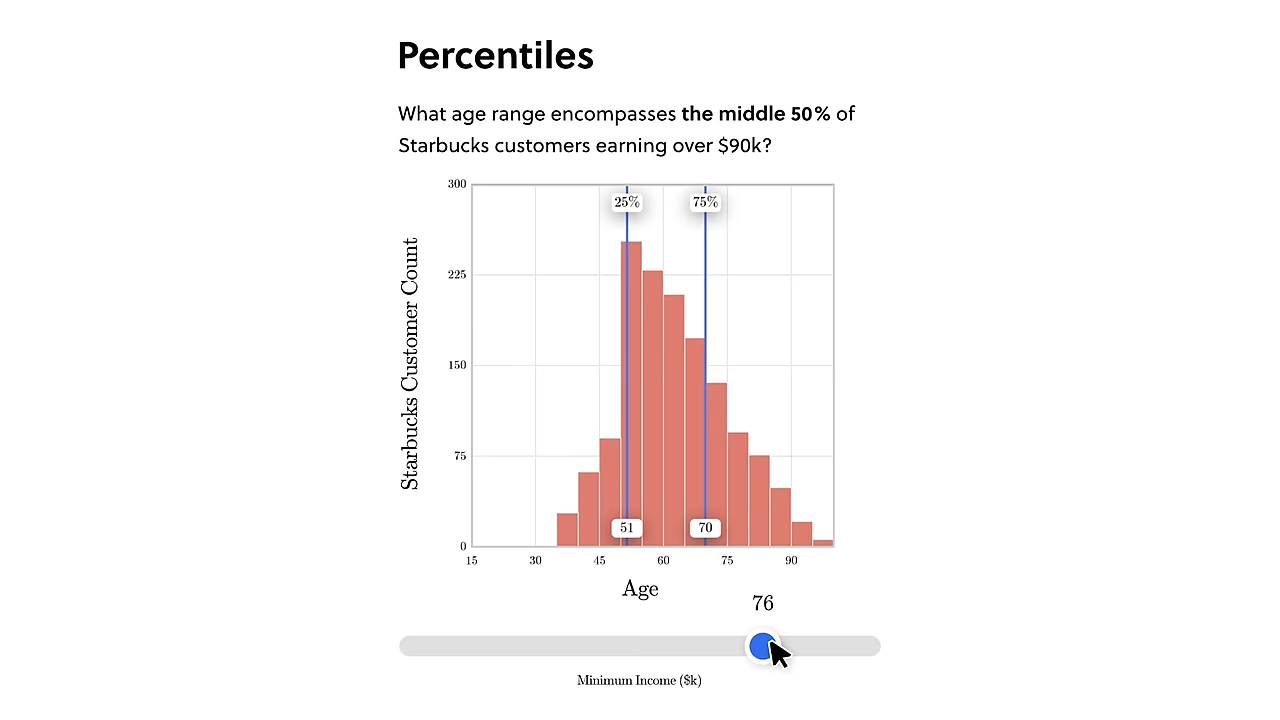 Percentiles
What age range encompasses the middle 50% of
Starbucks customers earning over $90k?
300
25%
75%
225
150
75
0
51
70
15
30
45
60
75
90
Starbucks Customer Count
Age
76
Minimum Income ($k)